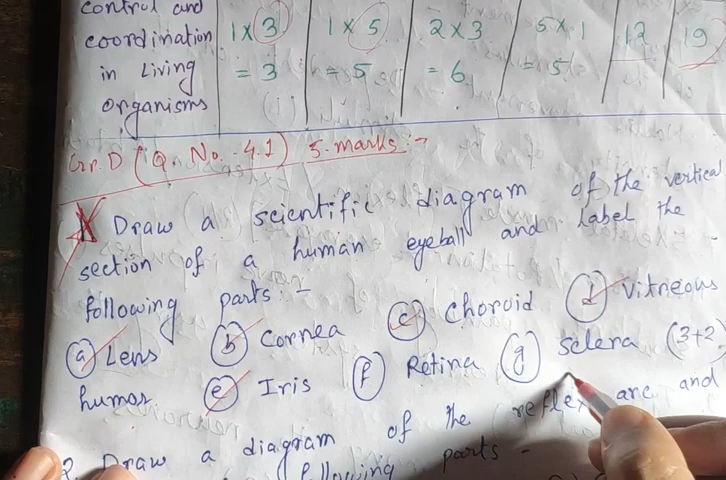 control and
coordination
in Living
Organisms
1 x 3
= 3
1 x 5
= 5
2 x 3
= 6
5 x 1
= 5
12
19
Gr. D (Q. No. 4.1) 5 marks :-
Draw a scientific diagram of the vertical
section of a human eyeball and label the
following parts :-
(a) Lens (b) Cornea (c) Choroid (d) Vitreous
humor (e) Iris (f) Retina (g) Sclera (3+2
2. Draw a diagram of the reflex arc and
following parts -